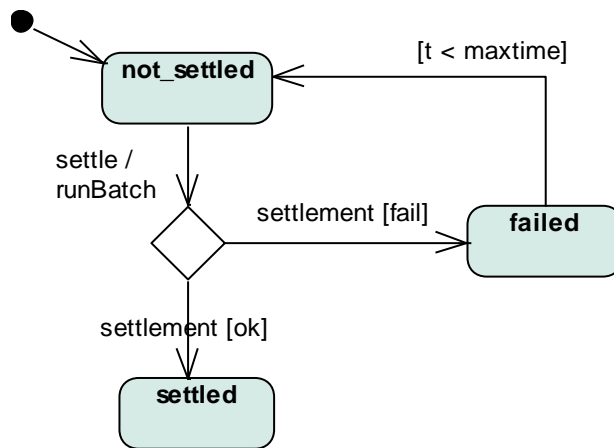 [t < maxtime]
not_settled
settle /
runBatch
settlement [fail]
failed
settlement [ok]
settled